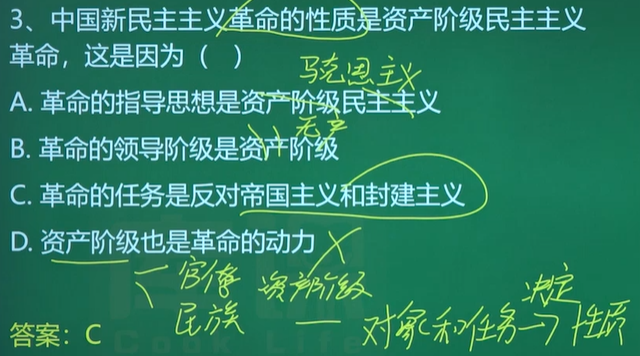 3、中国新民主主义革命的性质是资产阶级民主主义
革命，这是因为（ ）
马克思主义
A. 革命的指导思想是资产阶级民主主义
无产
B. 革命的领导阶级是资产阶级
C. 革命的任务是反对帝国主义和封建主义
D. 资产阶级也是革命的动力
官僚 资产阶级
民族
决定
对象和任务→性质
答案：C